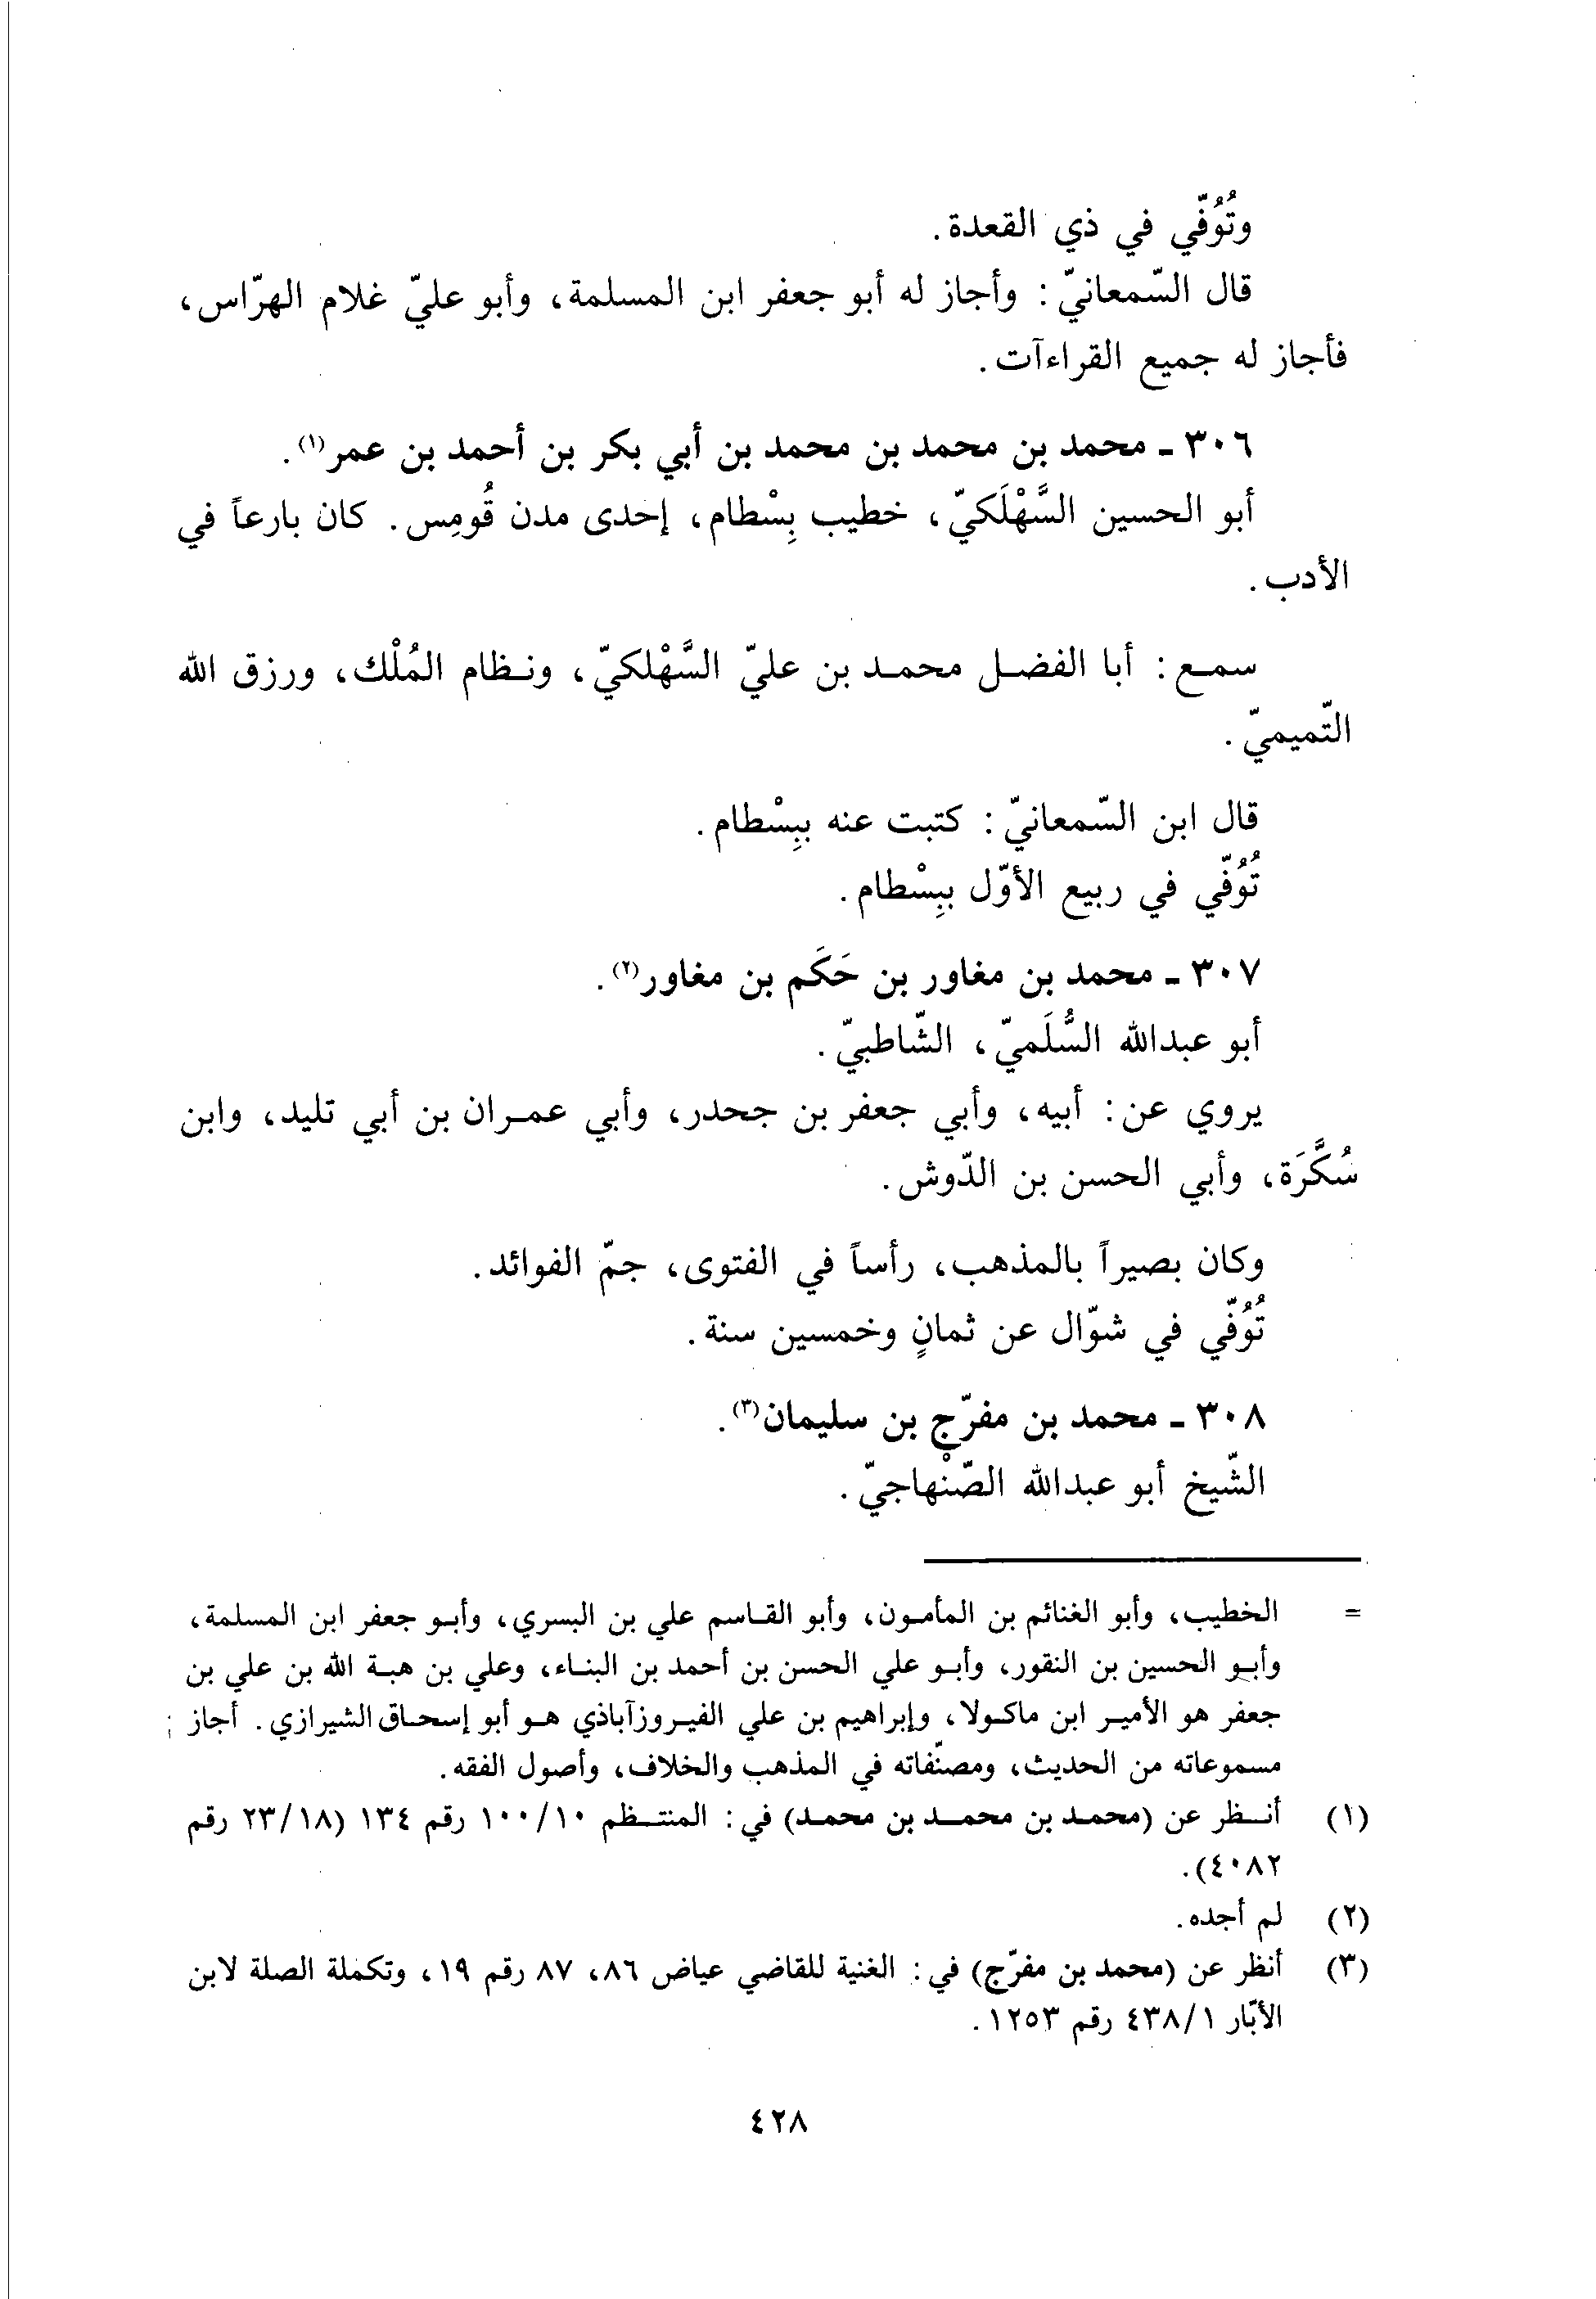 وتُوُفّي في ذي القعدة.
قال السّمعانيّ: وأجاز له أبو جعفر ابن المسلمة، وأبو عليّ غلام الهرّاس،
فأجاز له جميع القراءآت.
٣٠٦ ـ محمد بن محمد بن محمد بن أبي بكر بن أحمد بن عمر(١).
أبو الحسين السَّهْلَكيّ، خطيب بِسْطام، إحدى مدن قُومِس. كان بارعاً في
الأدب.
سمع: أبا الفضل محمد بن عليّ السَّهْلكيّ، ونظام المُلْك، ورزق الله
التّميميّ.
قال ابن السّمعانيّ: كتبت عنه ببِسْطام.
تُوُفّي في ربيع الأوّل ببِسْطام.
٣٠٧ ـ محمد بن مغاور بن حَكَم بن مغاور(٢).
أبو عبدالله السُّلَميّ، الشّاطبيّ.
يروي عن: أبيه، وأبي جعفر بن جحدر، وأبي عمران بن أبي تليد، وابن
سُكَّرَة، وأبي الحسن بن الدّوش.
وكان بصيراً بالمذهب، رأساً في الفتوى، جمّ الفوائد.
تُوُفّي في شوّال عن ثمانٍ وخمسين سنة.
٣٠٨ ـ محمد بن مفرّج بن سليمان(٣).
الشّيخ أبو عبدالله الصّنْهاجيّ.
= الخطيب، وأبو الغنائم بن المأمون، وأبو القاسم علي بن البسري، وأبو جعفر ابن المسلمة،
وأبو الحسين بن النقور، وأبو علي الحسن بن أحمد بن البناء، وعلي بن هبة الله بن علي بن
جعفر هو الأمير ابن ماكولا، وإبراهيم بن علي الفيروزآباذي هو أبو إسحاق الشيرازي. أجاز
مسموعاته من الحديث، ومصنّفاته في المذهب والخلاف، وأصول الفقه.
(١) أنظر عن (محمد بن محمد بن محمد) في: المنتظم ١٠/ ١٠٠ رقم ١٣٤ (١٨/ ٢٣ رقم
٤٠٨٢).
(٢) لم أجده.
(٣) أنظر عن (محمد بن مفرّج) في: الغنية للقاضي عياض ٨٦، ٨٧ رقم ١٩، وتكملة الصلة لابن
الأبّار ١/ ٤٣٨ رقم ١٢٥٣.
٤٢٨